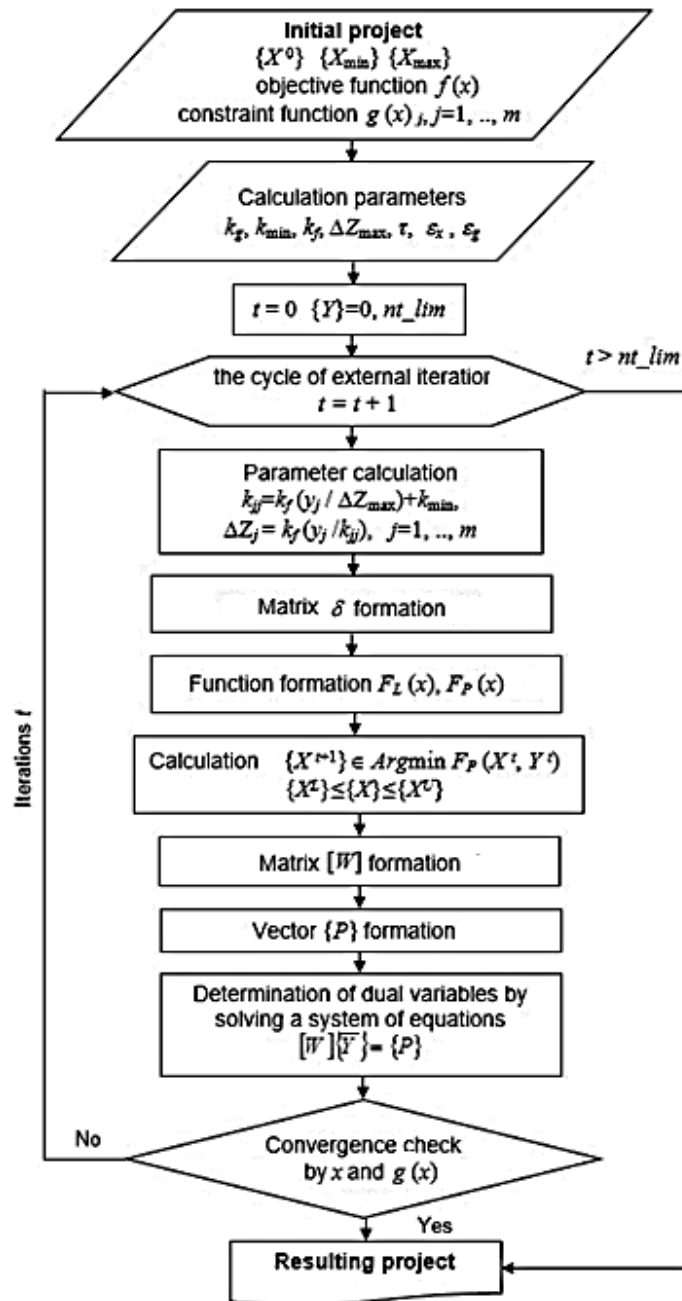 Initial project
{X⁰} {Xmin} {Xmax}
objective function f(x)
constraint function g(x)j, j=1, .., m
Calculation parameters
kg, kmin, kf, ΔZmax, τ, εx, εg
t = 0 {Y}=0, nt_lim
t > nt_lim
the cycle of external iteratior
t = t + 1
Parameter calculation
kjj=kf(yj / ΔZmax)+kmin,
ΔZj = kf(yj /kjj), j=1, .., m
Matrix δ formation
Function formation FL(x), FP(x)
Calculation {Xᵗ⁺¹} ∈ Argmin FP(Xᵗ, Yᵗ)
{Xᴸ}≤{X}≤{Xᵁ}
Iterations t
Matrix [W] formation
Vector {P} formation
Determination of dual variables by
solving a system of equations
[W]{Y̅}= {P}
No
Convergence check
by x and g(x)
Yes
Resulting project